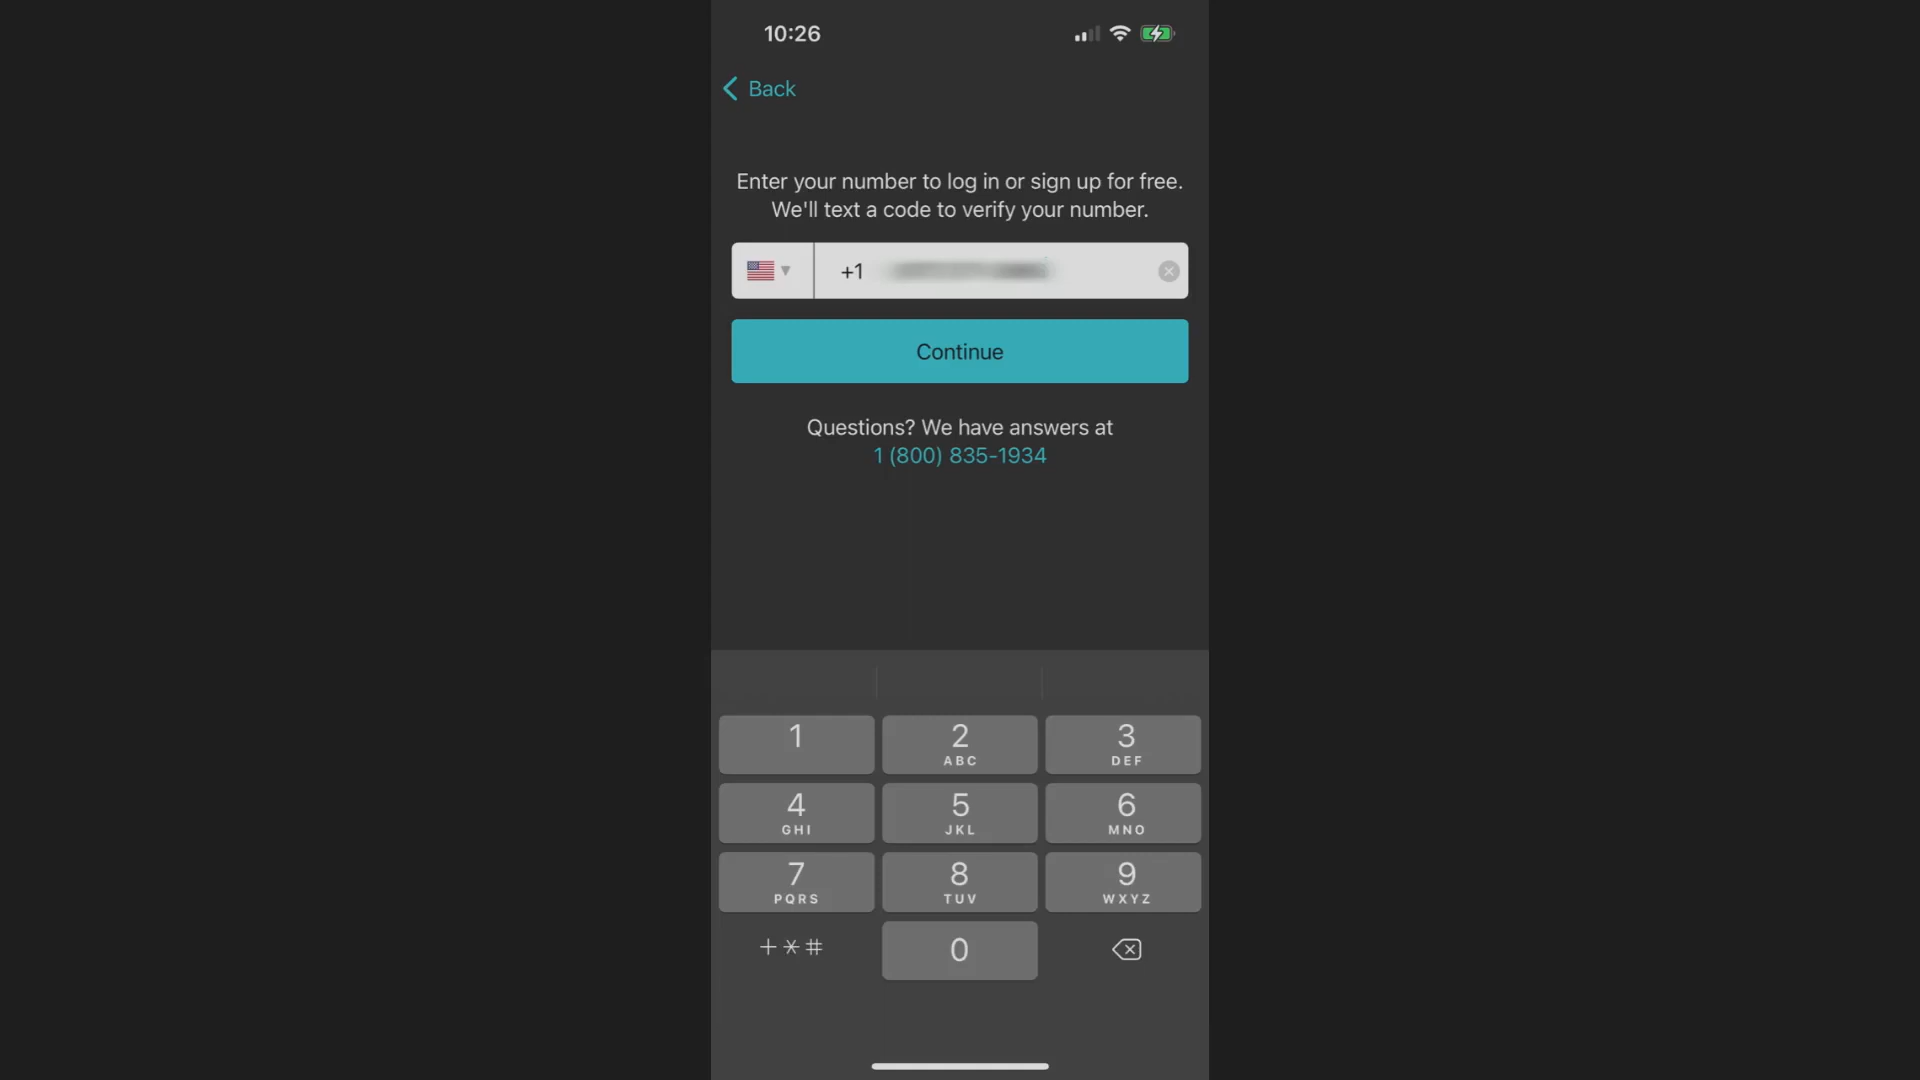 10:26
Back
Enter your number to log in or sign up for free.
We'll text a code to verify your number.
+1
Continue
Questions? We have answers at
1 (800) 835-1934
1
2
ABC
3
DEF
4
GHI
5
JKL
6
MNO
7
PQRS
8
TUV
9
WXYZ
+*#
0